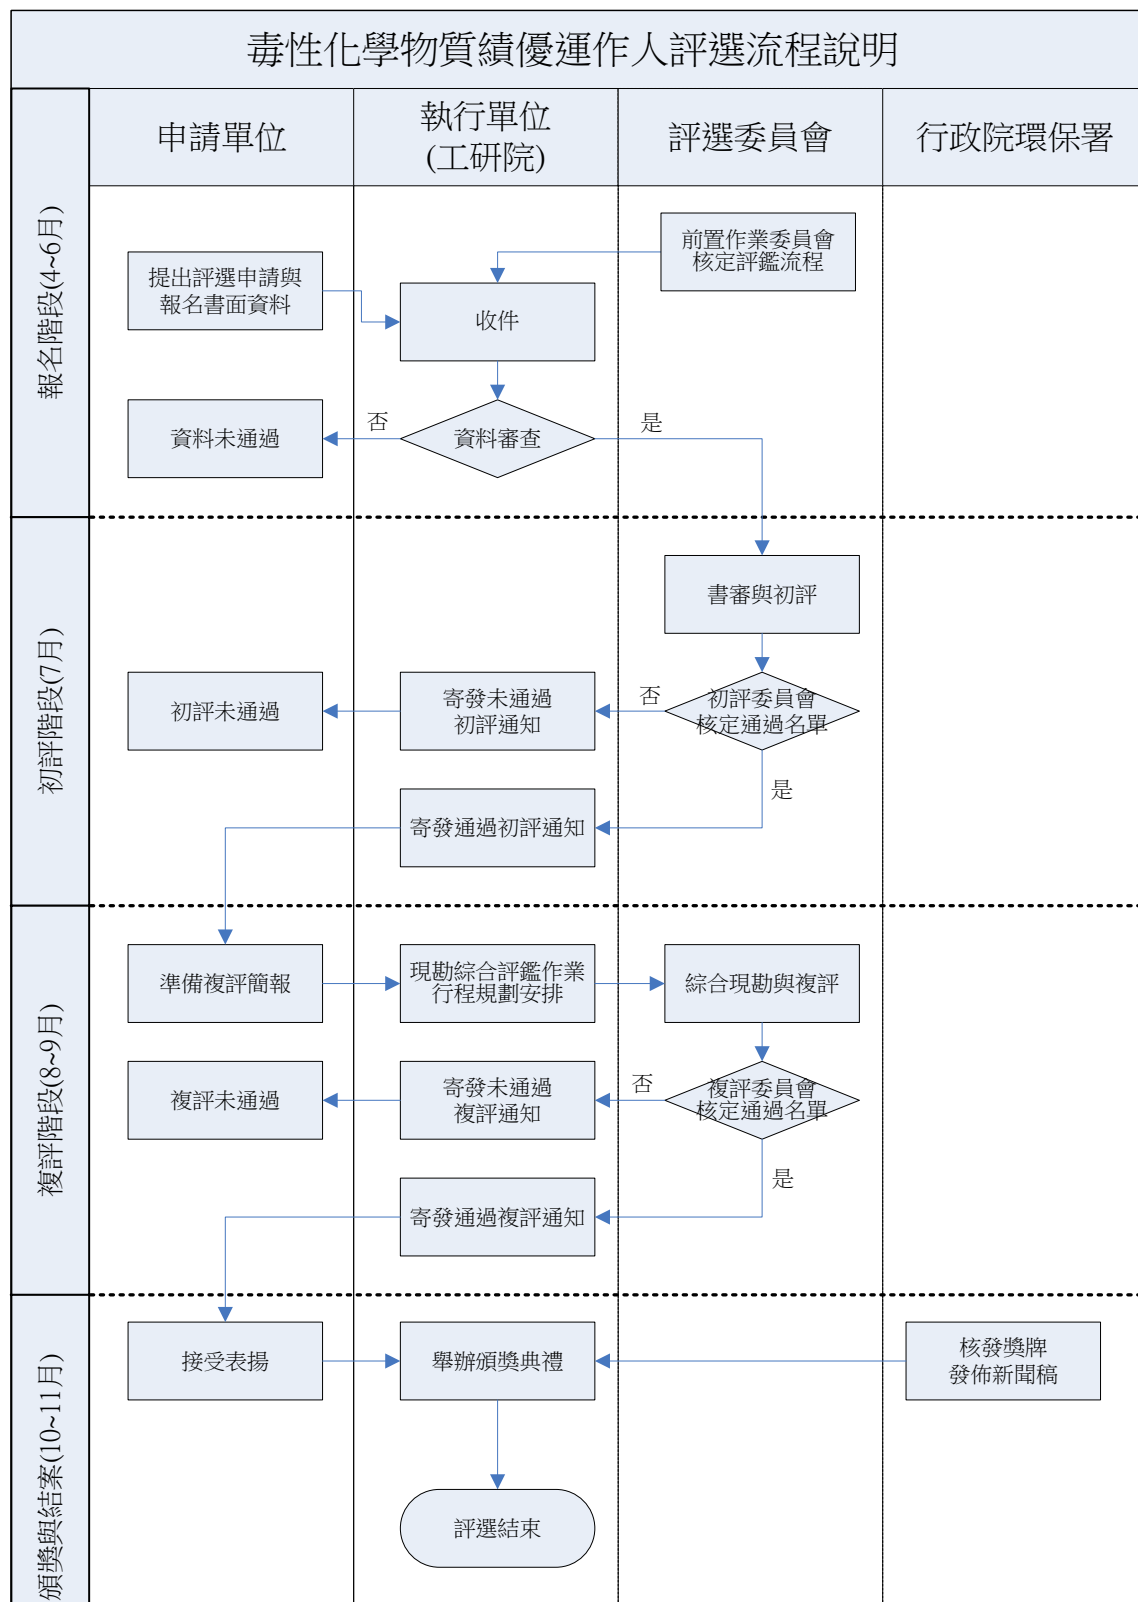 毒性化學物質績優運作人評選流程說明
申請單位
執行單位
(工研院)
評選委員會
行政院環保署
報名階段(4~6月)
前置作業委員會
核定評鑑流程
提出評選申請與
報名書面資料
收件
資料未通過
否
資料審查
是
初評階段(7月)
書審與初評
初評未通過
寄發未通過
初評通知
否
初評委員會
核定通過名單
是
寄發通過初評通知
複評階段(8~9月)
準備複評簡報
現勘綜合評鑑作業
行程規劃安排
綜合現勘與複評
複評未通過
寄發未通過
複評通知
否
複評委員會
核定通過名單
是
寄發通過複評通知
頒獎與結案(10~11月)
接受表揚
舉辦頒獎典禮
核發獎牌
發佈新聞稿
評選結束